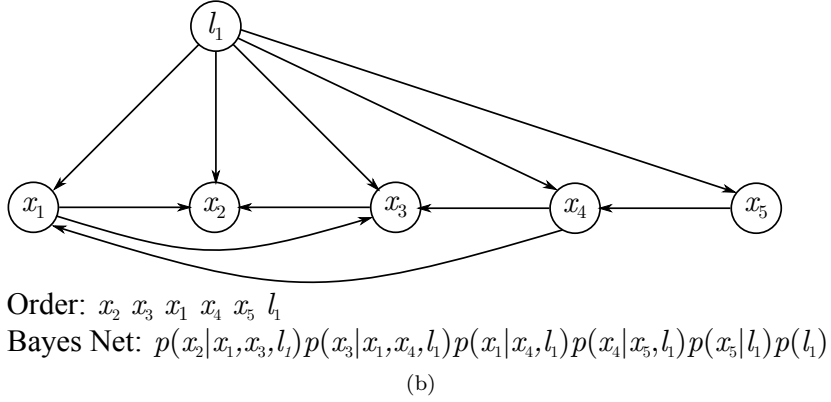 l₁
x₁ x₂ x₃ x₄ x₅
Order: x₂ x₃ x₁ x₄ x₅ l₁
Bayes Net: p(x₂|x₁,x₃,l₁)p(x₃|x₁,x₄,l₁)p(x₁|x₄,l₁)p(x₄|x₅,l₁)p(x₅|l₁)p(l₁)
(b)